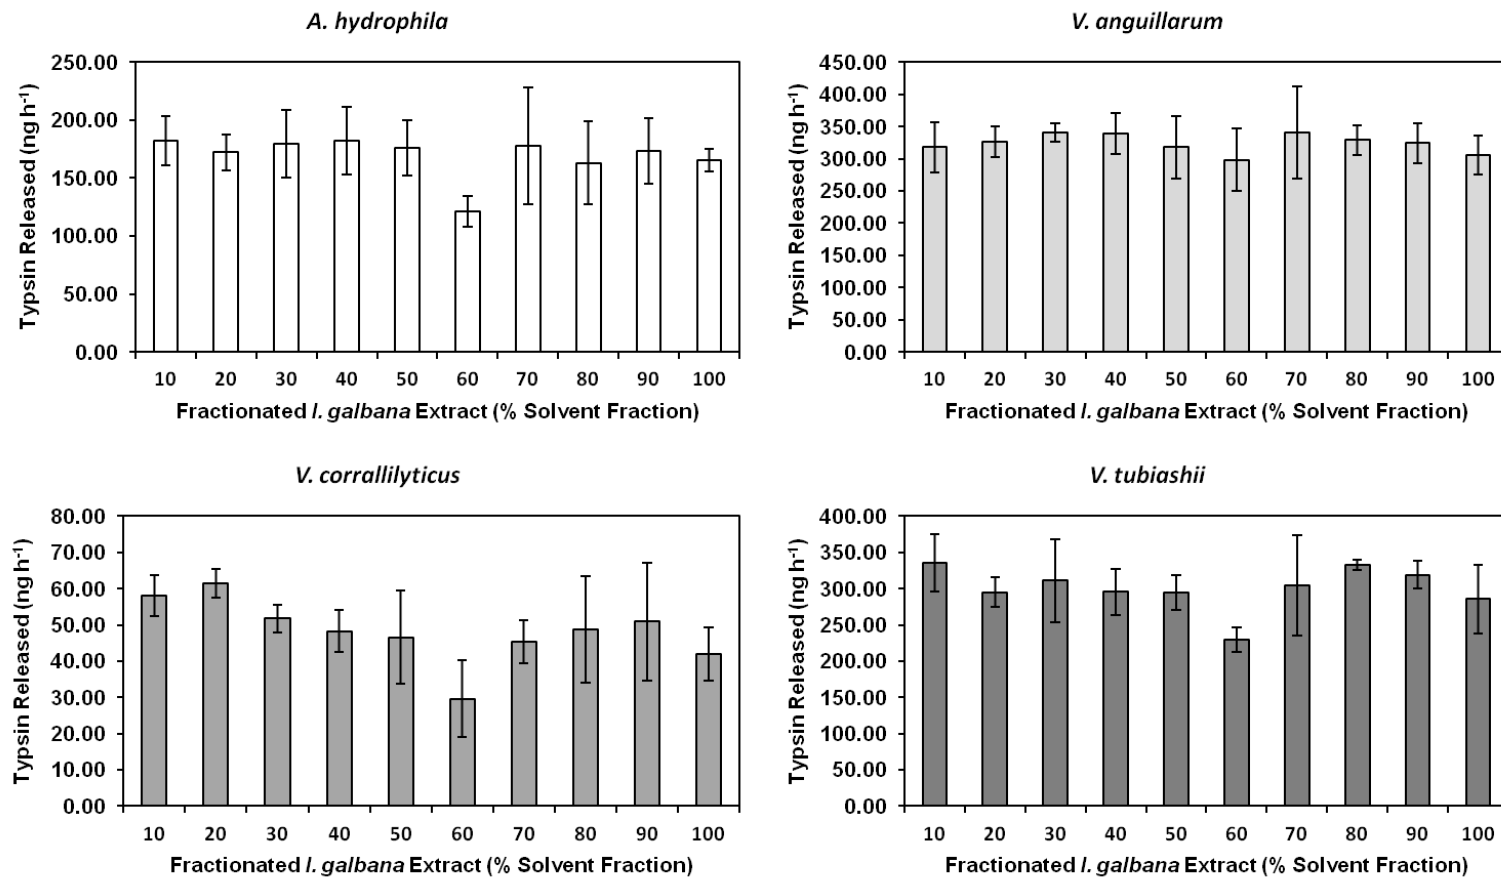 A. hydrophila
Typsin Released (ng h-1)
250.00
200.00
150.00
100.00
50.00
0.00
10 20 30 40 50 60 70 80 90 100
Fractionated I. galbana Extract (% Solvent Fraction)
V. anguillarum
Typsin Released (ng h-1)
450.00
400.00
350.00
300.00
250.00
200.00
150.00
100.00
50.00
0.00
10 20 30 40 50 60 70 80 90 100
Fractionated I. galbana Extract (% Solvent Fraction)
V. corrallilyticus
Typsin Released (ng h-1)
80.00
70.00
60.00
50.00
40.00
30.00
20.00
10.00
0.00
10 20 30 40 50 60 70 80 90 100
Fractionated I. galbana Extract (% Solvent Fraction)
V. tubiashii
Typsin Released (ng h-1)
400.00
350.00
300.00
250.00
200.00
150.00
100.00
50.00
0.00
10 20 30 40 50 60 70 80 90 100
Fractionated I. galbana Extract (% Solvent Fraction)